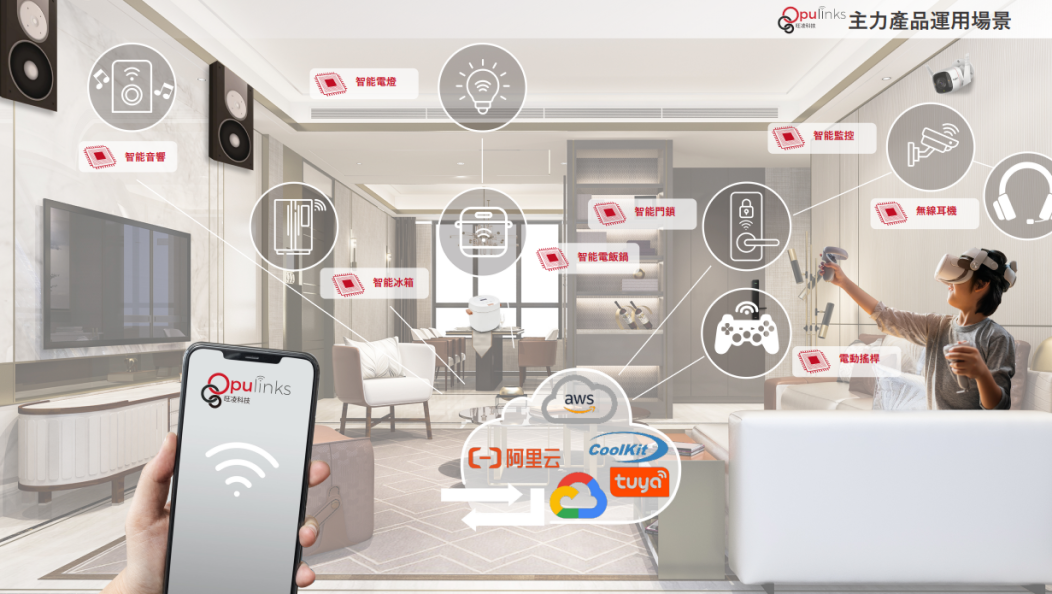 Opulinks
旺凌科技
主力產品運用場景
智能電燈
智能監控
智能音響
智能門鎖
無線耳機
智能電飯鍋
智能冰箱
電動搖桿
Opulinks
旺凌科技
aws
阿里云
CoolKit
tuya